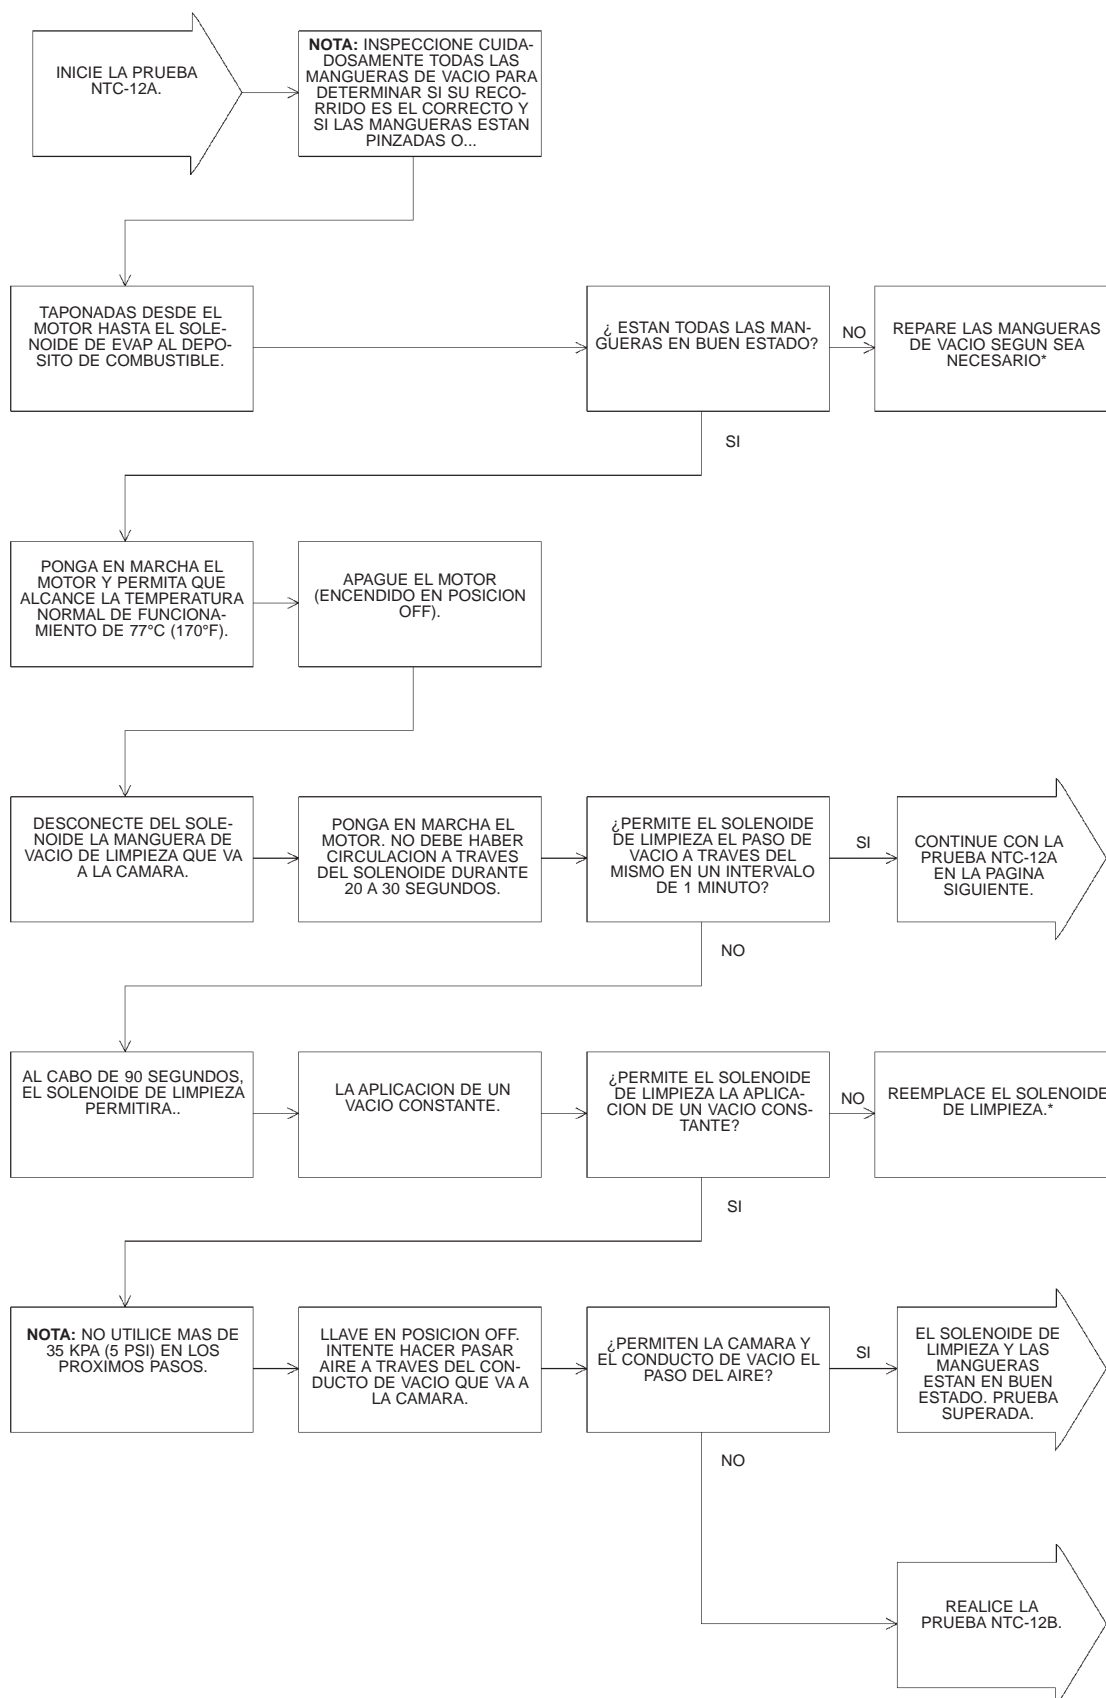 INICIE LA PRUEBA
NTC-12A.
NOTA: INSPECCIONE CUIDA-
DOSAMENTE TODAS LAS
MANGUERAS DE VACIO PARA
DETERMINAR SI SU RECO-
RRIDO ES EL CORRECTO Y
SI LAS MANGUERAS ESTAN
PINZADAS O...
TAPONADAS DESDE EL
MOTOR HASTA EL SOLE-
NOIDE DE EVAP AL DEPO-
SITO DE COMBUSTIBLE.
¿ ESTAN TODAS LAS MAN-
GUERAS EN BUEN ESTADO?
NO
REPARE LAS MANGUERAS
DE VACIO SEGUN SEA
NECESARIO*
SI
PONGA EN MARCHA EL
MOTOR Y PERMITA QUE
ALCANCE LA TEMPERATURA
NORMAL DE FUNCIONA-
MIENTO DE 77°C (170°F).
APAGUE EL MOTOR
(ENCENDIDO EN POSICION
OFF).
DESCONECTE DEL SOLE-
NOIDE LA MANGUERA DE
VACIO DE LIMPIEZA QUE VA
A LA CAMARA.
PONGA EN MARCHA EL
MOTOR. NO DEBE HABER
CIRCULACION A TRAVES
DEL SOLENOIDE DURANTE
20 A 30 SEGUNDOS.
¿PERMITE EL SOLENOIDE
DE LIMPIEZA EL PASO DE
VACIO A TRAVES DEL
MISMO EN UN INTERVALO
DE 1 MINUTO?
SI
CONTINUE CON LA
PRUEBA NTC-12A
EN LA PAGINA
SIGUIENTE.
NO
AL CABO DE 90 SEGUNDOS,
EL SOLENOIDE DE LIMPIEZA
PERMITIRA..
LA APLICACION DE UN
VACIO CONSTANTE.
¿PERMITE EL SOLENOIDE
DE LIMPIEZA LA APLICA-
CION DE UN VACIO CONS-
TANTE?
NO
REEMPLACE EL SOLENOIDE
DE LIMPIEZA.*
SI
NOTA: NO UTILICE MAS DE
35 KPA (5 PSI) EN LOS
PROXIMOS PASOS.
LLAVE EN POSICION OFF.
INTENTE HACER PASAR
AIRE A TRAVES DEL CON-
DUCTO DE VACIO QUE VA A
LA CAMARA.
¿PERMITEN LA CAMARA Y
EL CONDUCTO DE VACIO EL
PASO DEL AIRE?
SI
EL SOLENOIDE DE
LIMPIEZA Y LAS
MANGUERAS
ESTAN EN BUEN
ESTADO. PRUEBA
SUPERADA.
NO
REALICE LA
PRUEBA NTC-12B.